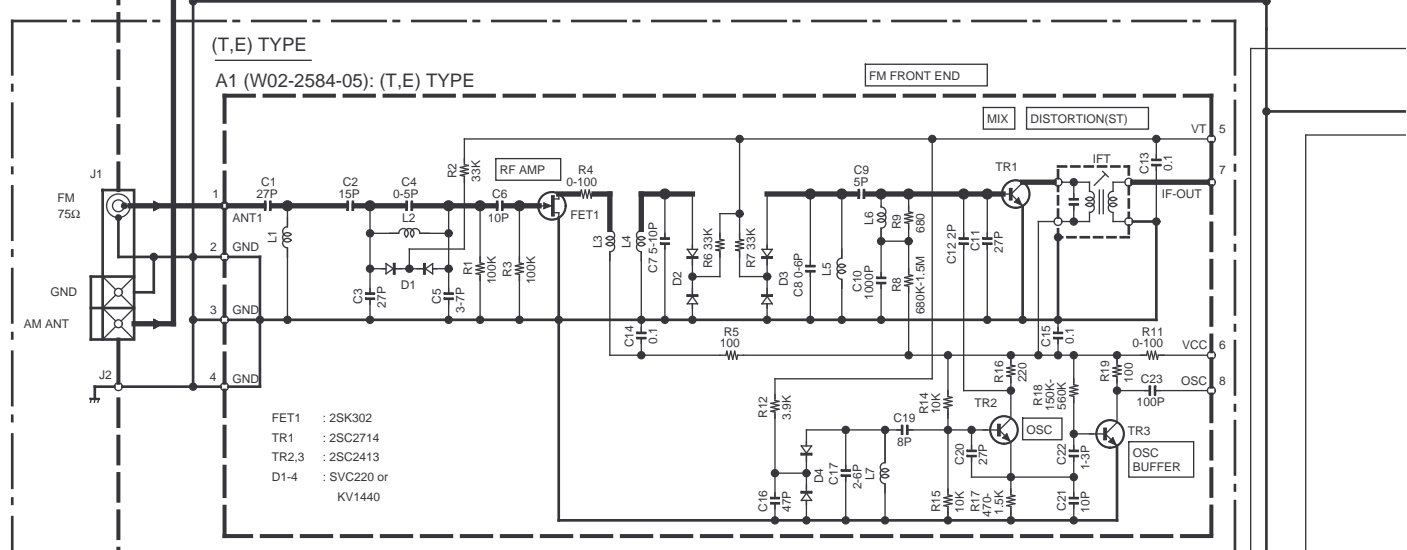 (T,E) TYPE
A1 (W02-2584-05): (T,E) TYPE
FM FRONT END
MIX
DISTORTION(ST)
VT 5
J1
FM
75Ω
1
ANT1
C1
27P
L1
C2
15P
C4
0-5P
L2
D1
C3
27P
C5
3-7P
R2
33K
R1
100K
C6
10P
R3
100K
RF AMP
FET1
R4
0-100
L3
L4
C7 5-10P
D2
R6 33K
R7 33K
D3
C8 0-6P
L5
C9
5P
L6
R9
680
C10
1000P
R8
680K-1.5M
C12 2P
C11
27P
TR1
IFT
C13
0.1
7
IF-OUT
2
GND
GND
3
GND
AM ANT
J2
4
GND
C14
0.1
R5
100
C15
0.1
R11
0-100
VCC 6
OSC 8
R12
3.9K
C16
47P
D4
C17
2-6P
L7
C19
8P
R14
10K
R15
10K
C20
27P
R16
220
TR2
OSC
R17
470-
1.5K
R18
150K-
560K
C22
1-3P
C21
10P
R19
100
C23
100P
TR3
OSC
BUFFER
FET1 : 2SK302
TR1 : 2SC2714
TR2,3 : 2SC2413
D1-4 : SVC220 or
KV1440